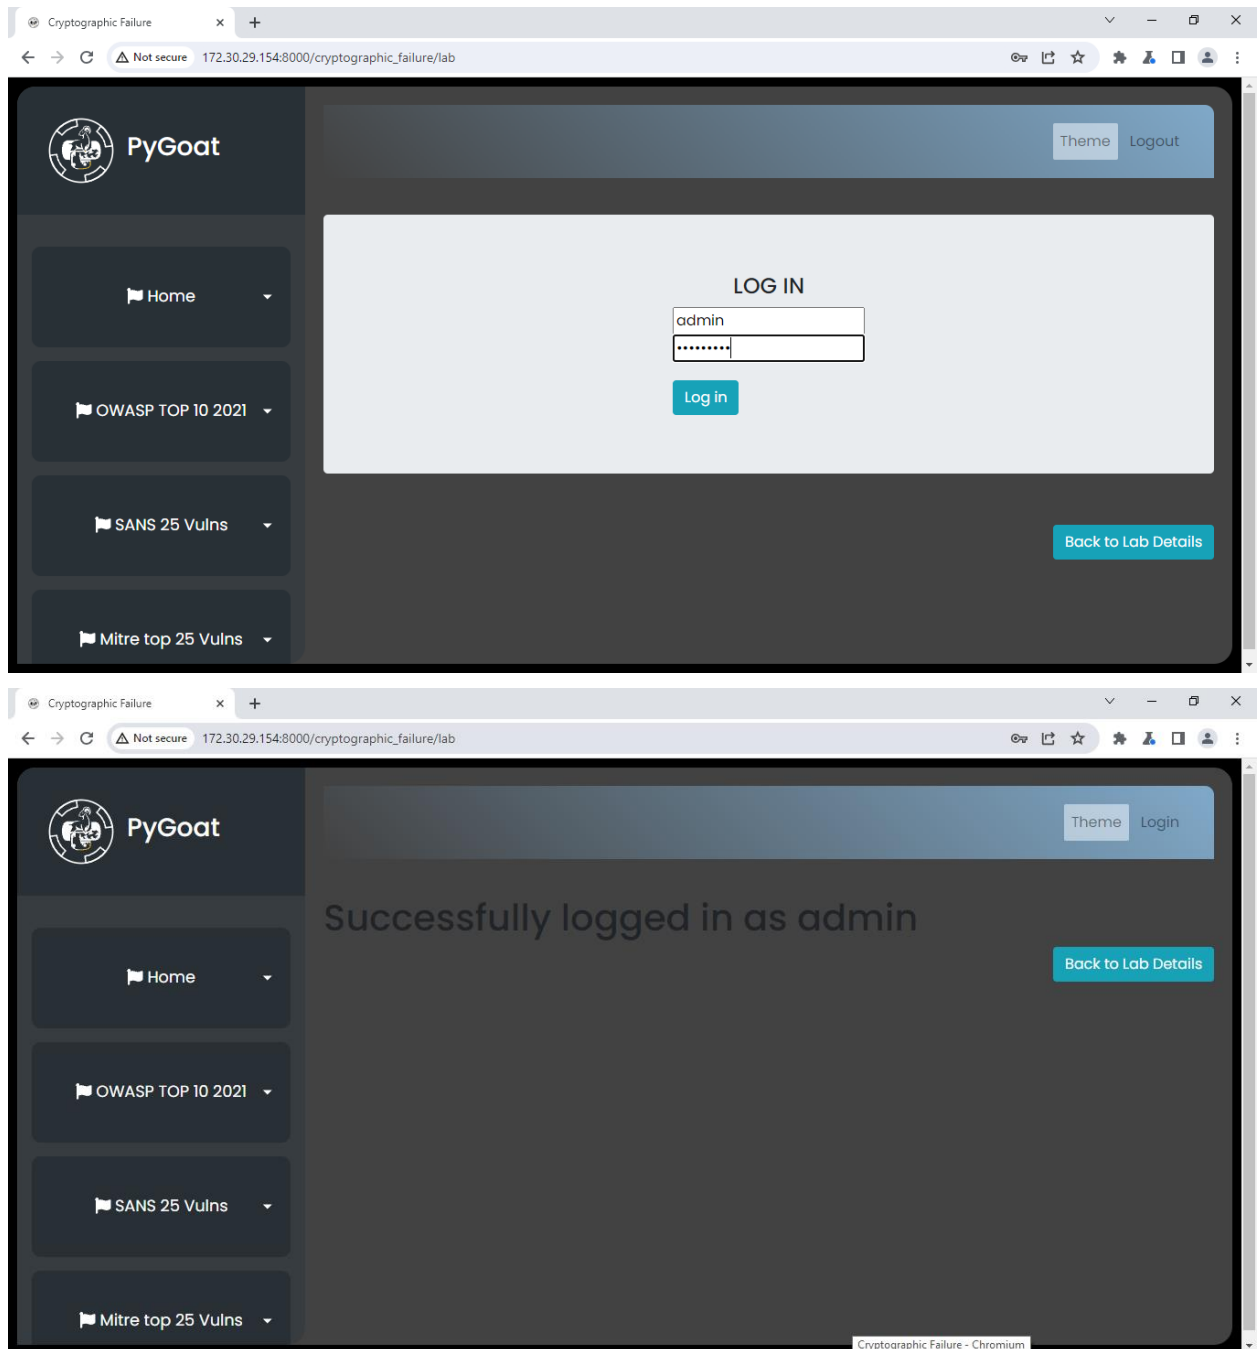 Cryptographic Failure
Not secure 172.30.29.154:8000/cryptographic_failure/lab
PyGoat
Theme Logout
Home
OWASP TOP 10 2021
SANS 25 Vulns
Mitre top 25 Vulns
LOG IN
admin
•••••••••
Log in
Back to Lab Details
Cryptographic Failure
Not secure 172.30.29.154:8000/cryptographic_failure/lab
PyGoat
Theme Login
Home
OWASP TOP 10 2021
SANS 25 Vulns
Mitre top 25 Vulns
Successfully logged in as admin
Back to Lab Details
Cryptographic Failure - Chromium